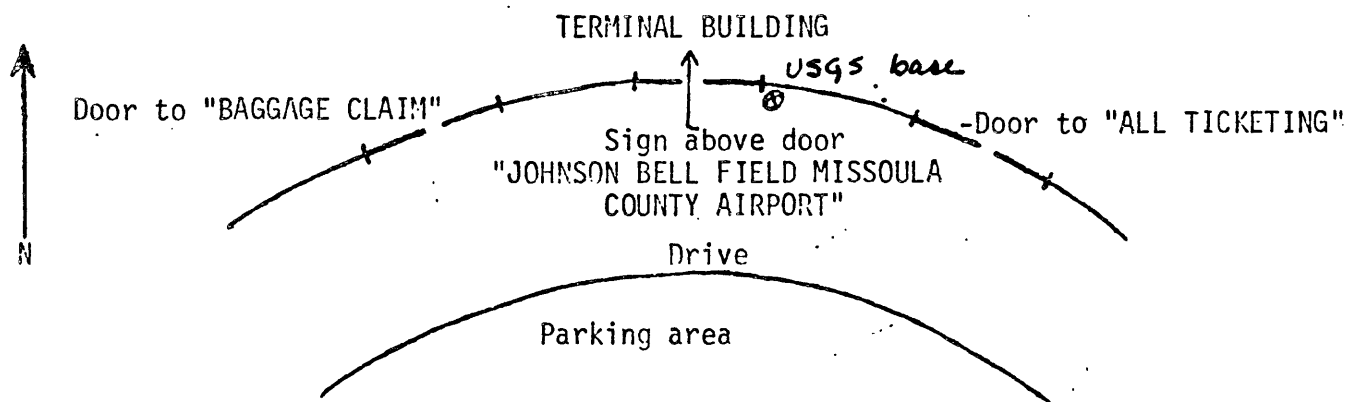 TERMINAL BUILDING
USGS base
Door to "BAGGAGE CLAIM"
-Door to "ALL TICKETING"
Sign above door
"JOHNSON BELL FIELD MISSOULA
COUNTY AIRPORT"
N
Drive
Parking area